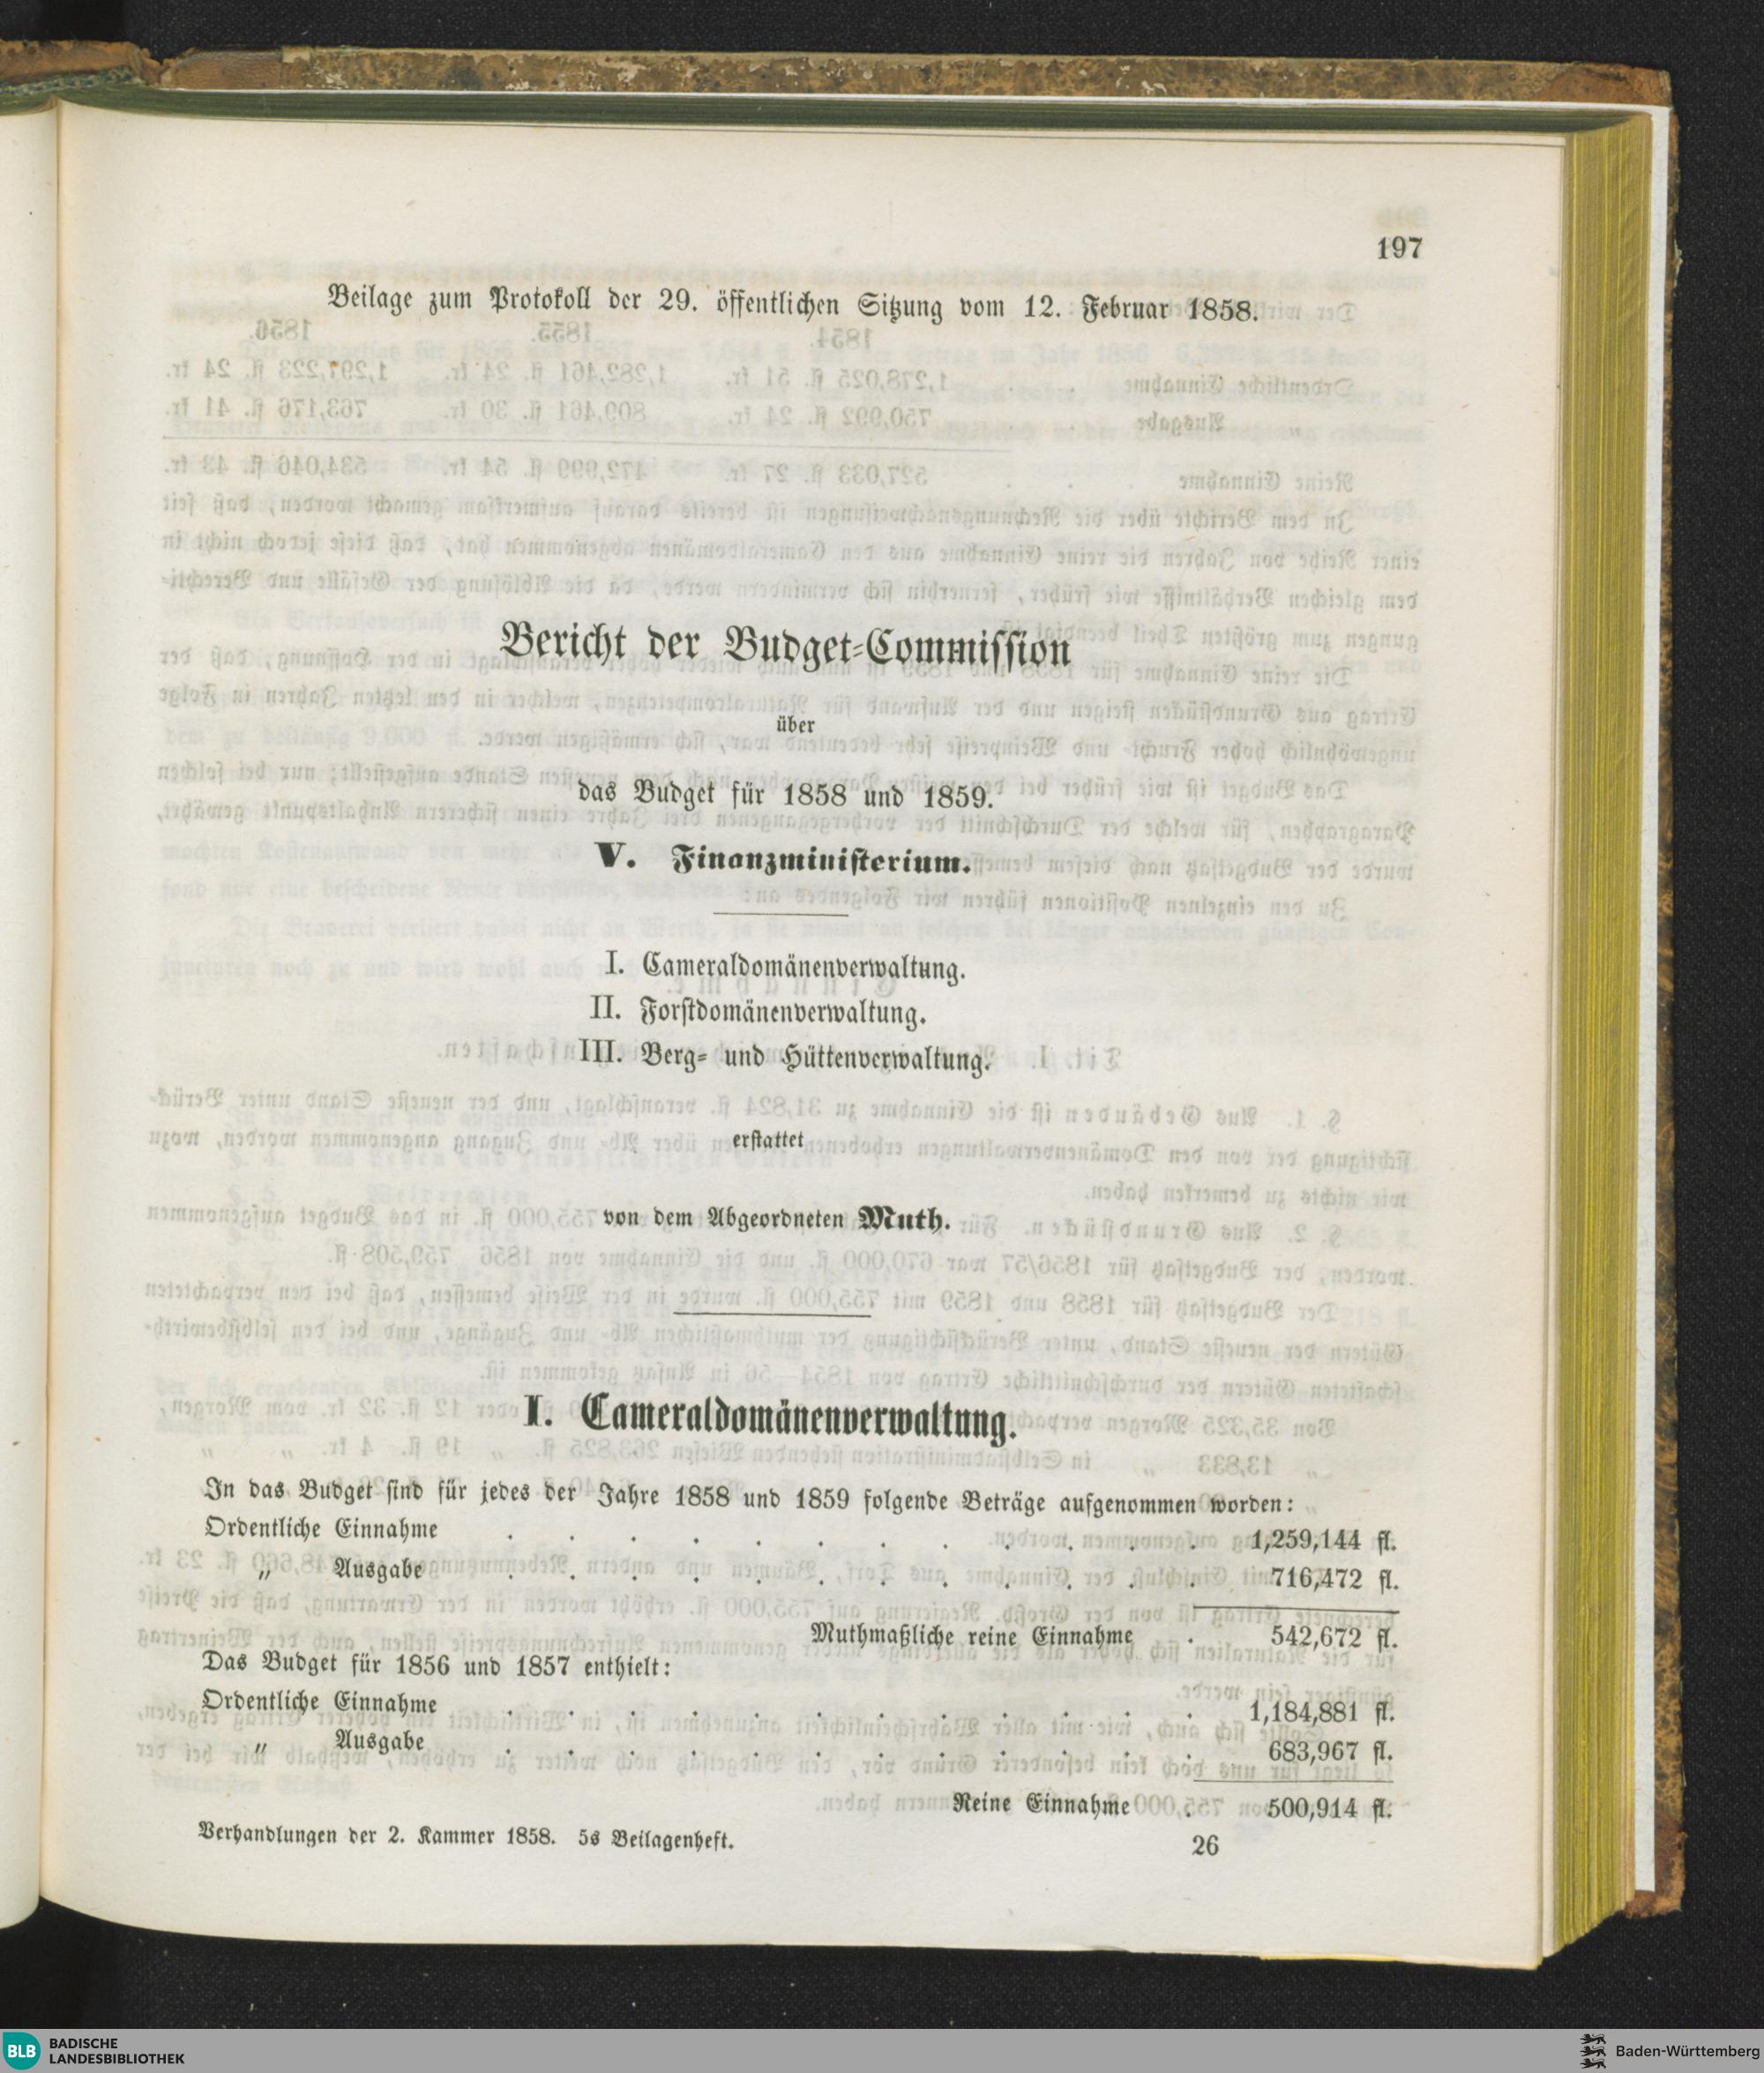 197
Beilage zum Protokoll der 29. öffentlichen Sitzung vom 12. Februar 1858.
Bericht der Budget-Commission
über
das Budget für 1858 und 1859.
V. Finanzministerium.
I. Cameraldomänenverwaltung.
II. Forstdomänenverwaltung.
III. Berg- und Hüttenverwaltung.
erstattet
von dem Abgeordneten Muth.
I. Cameraldomänenverwaltung.
In das Budget sind für jedes der Jahre 1858 und 1859 folgende Beträge aufgenommen worden:
Ordentliche Einnahme . . . . . . . . . . . . 1,259,144 fl.
„ Ausgabe . . . . . . . . . . . . 716,472 fl.
Muthmaßliche reine Einnahme . 542,672 fl.
Das Budget für 1856 und 1857 enthielt:
Ordentliche Einnahme . . . . . . . . . . . . 1,184,881 fl.
„ Ausgabe . . . . . . . . . . . . 683,967 fl.
Reine Einnahme . 500,914 fl.
Verhandlungen der 2. Kammer 1858. 5s Beilagenheft. 26
BLB BADISCHE
LANDESBIBLIOTHEK
Baden-Württemberg